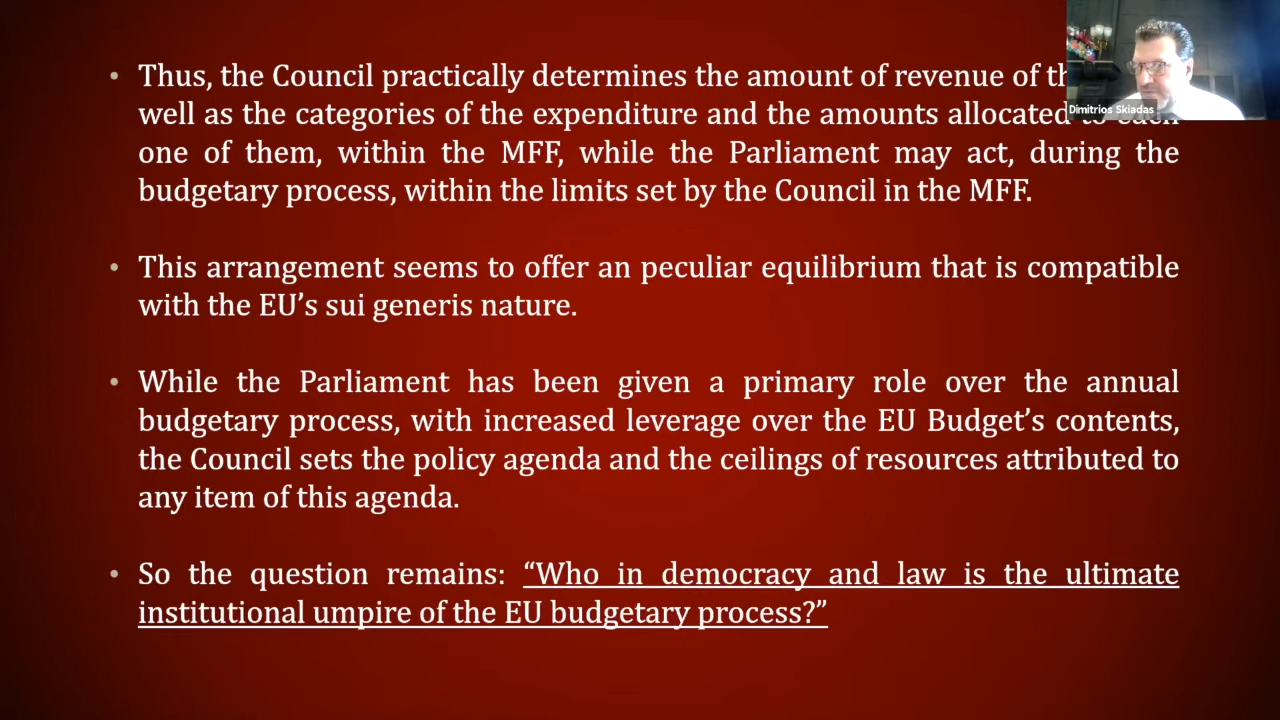 • Thus, the Council practically determines the amount of revenue of
well as the categories of the expenditure and the amounts allocated to each
one of them, within the MFF, while the Parliament may act, during the
budgetary process, within the limits set by the Council in the MFF.
• This arrangement seems to offer an peculiar equilibrium that is compatible
with the EU’s sui generis nature.
• While the Parliament has been given a primary role over the annual
budgetary process, with increased leverage over the EU Budget’s contents,
the Council sets the policy agenda and the ceilings of resources attributed to
any item of this agenda.
• So the question remains: “Who in democracy and law is the ultimate
institutional umpire of the EU budgetary process?”
Dimitrios Skiadas